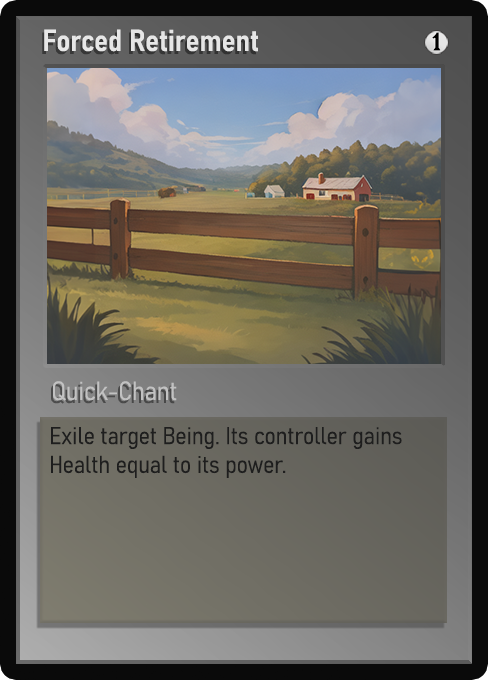 Forced Retirement
1
Quick-Chant
Exile target Being. Its controller gains
Health equal to its power.